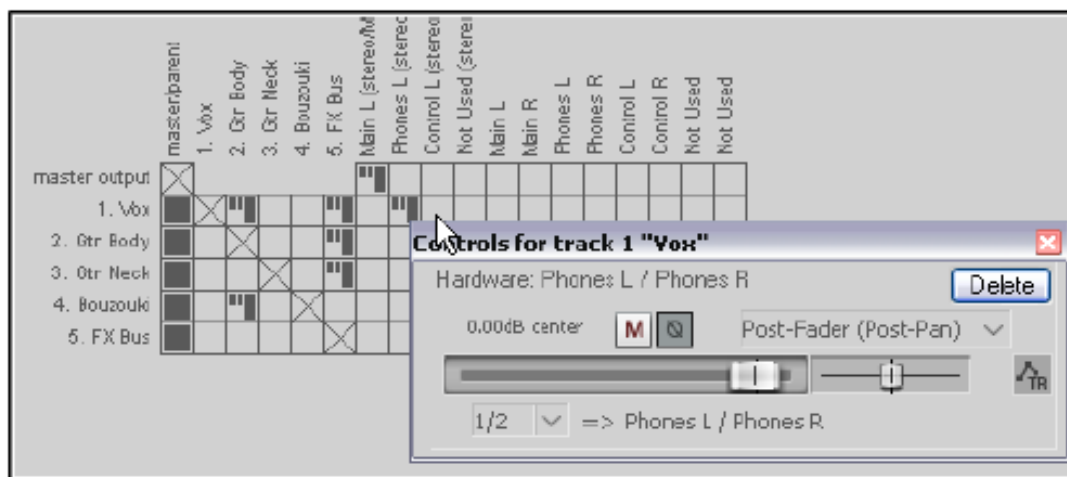 master/parent
1. Vox
2. Gtr Body
3. Gtr Neck
4. Bouzouki
5. FX Bus
Main L (stereo/M
Phones L (stereo
Control L (stereo
Not Used (stere
Main L
Main R
Phones L
Phones R
Control L
Control R
Not Used
Not Used
master output
1. Vox
2. Gtr Body
3. Gtr Neck
4. Bouzouki
5. FX Bus
Controls for track 1 "Vox"
Hardware: Phones L / Phones R
Delete
0.00dB center
M
Post-Fader (Post-Pan)
TR
1/2
=> Phones L / Phones R